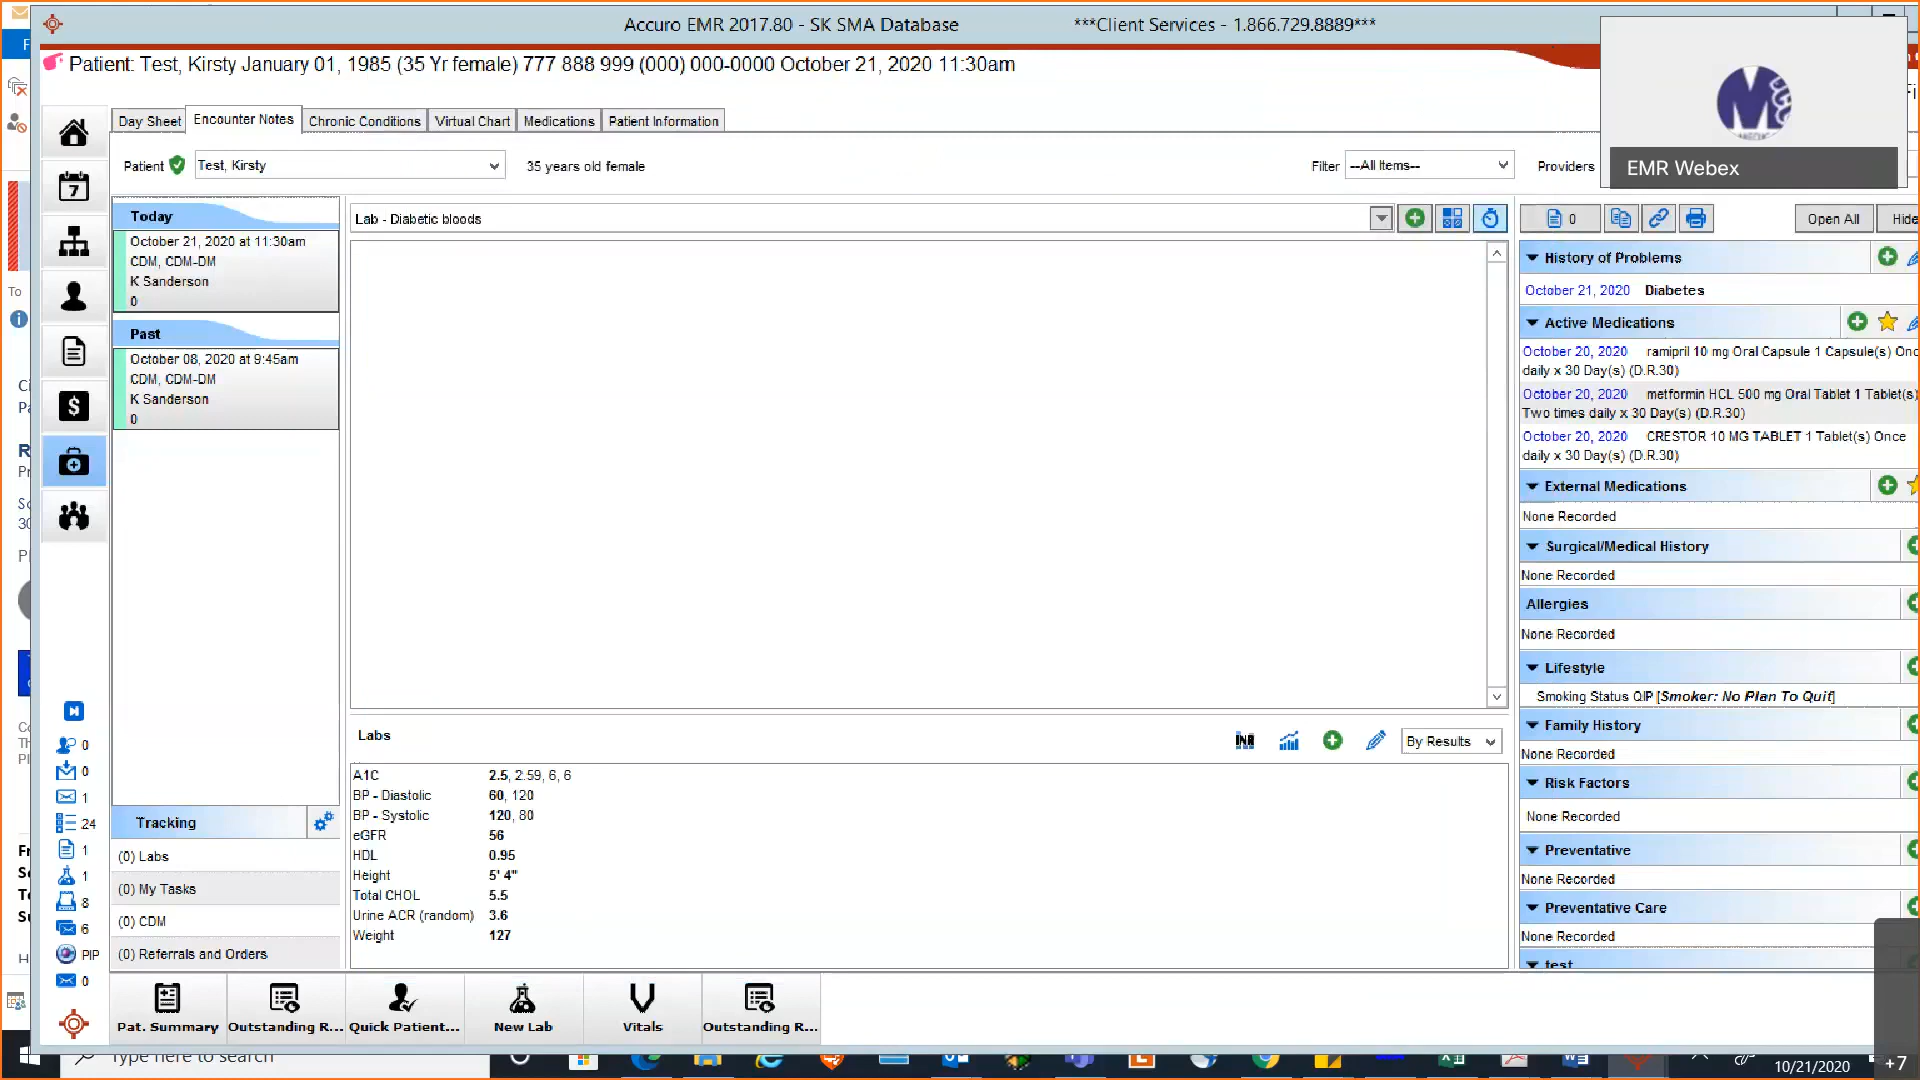 Accuro EMR 2017.80 - SK SMA Database ***Client Services - 1.866.729.8889***
Patient: Test, Kirsty January 01, 1985 (35 Yr female) 777 888 999 (000) 000-0000 October 21, 2020 11:30am
EMR Webex
Day Sheet Encounter Notes Chronic Conditions Virtual Chart Medications Patient Information
Patient Test, Kirsty 35 years old female Filter --All Items-- Providers
Today
October 21, 2020 at 11:30am
CDM, CDM-DM
K Sanderson
0
Past
October 08, 2020 at 9:45am
CDM, CDM-DM
K Sanderson
0
Lab - Diabetic bloods
0 Open All Hide
History of Problems
October 21, 2020 Diabetes
Active Medications
October 20, 2020 ramipril 10 mg Oral Capsule 1 Capsule(s) Onc
daily x 30 Day(s) (D.R.30)
October 20, 2020 metformin HCL 500 mg Oral Tablet 1 Tablet(s)
Two times daily x 30 Day(s) (D.R.30)
October 20, 2020 CRESTOR 10 MG TABLET 1 Tablet(s) Once
daily x 30 Day(s) (D.R.30)
External Medications
None Recorded
Surgical/Medical History
None Recorded
Allergies
None Recorded
Lifestyle
Smoking Status QIP [Smoker: No Plan To Quit]
Family History
None Recorded
Risk Factors
None Recorded
Preventative
None Recorded
Preventative Care
None Recorded
test
Labs INR By Results
A1C 2.5, 2.59, 6, 6
BP - Diastolic 60, 120
BP - Systolic 120, 80
eGFR 56
HDL 0.95
Height 5' 4"
Total CHOL 5.5
Urine ACR (random) 3.6
Weight 127
Tracking
(0) Labs
(0) My Tasks
(0) CDM
(0) Referrals and Orders
7
To
0
0
1
24
1
1
8
6
PIP
0
Pat. Summary Outstanding R... Quick Patient... New Lab Vitals Outstanding R...
Type here to search
10/21/2020
+7